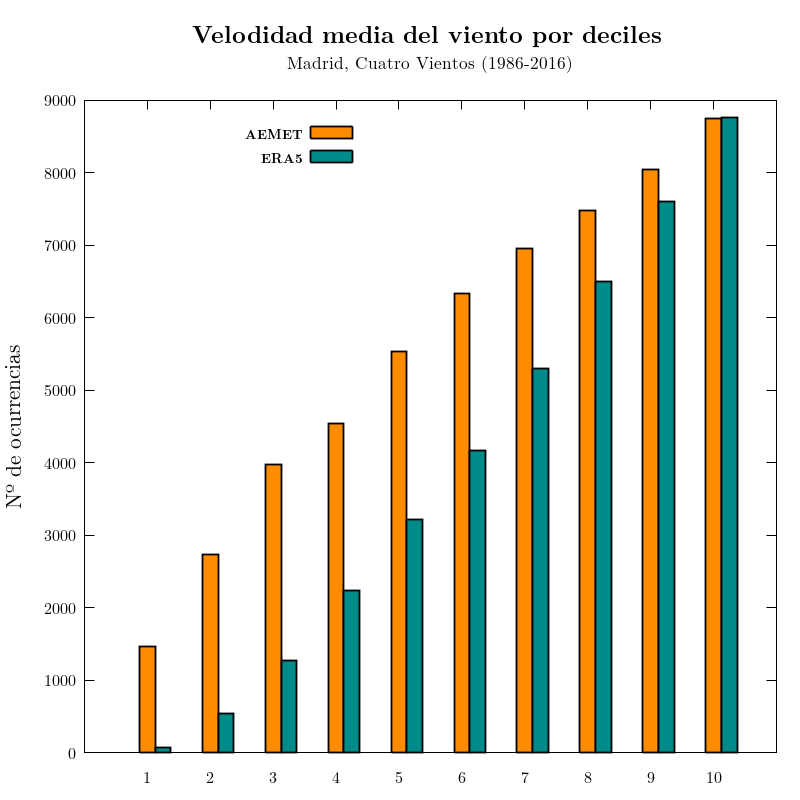 Velodidad media del viento por deciles
Madrid, Cuatro Vientos (1986-2016)
AEMET
ERA5
Nº de ocurrencias
9000
8000
7000
6000
5000
4000
3000
2000
1000
0
1 2 3 4 5 6 7 8 9 10